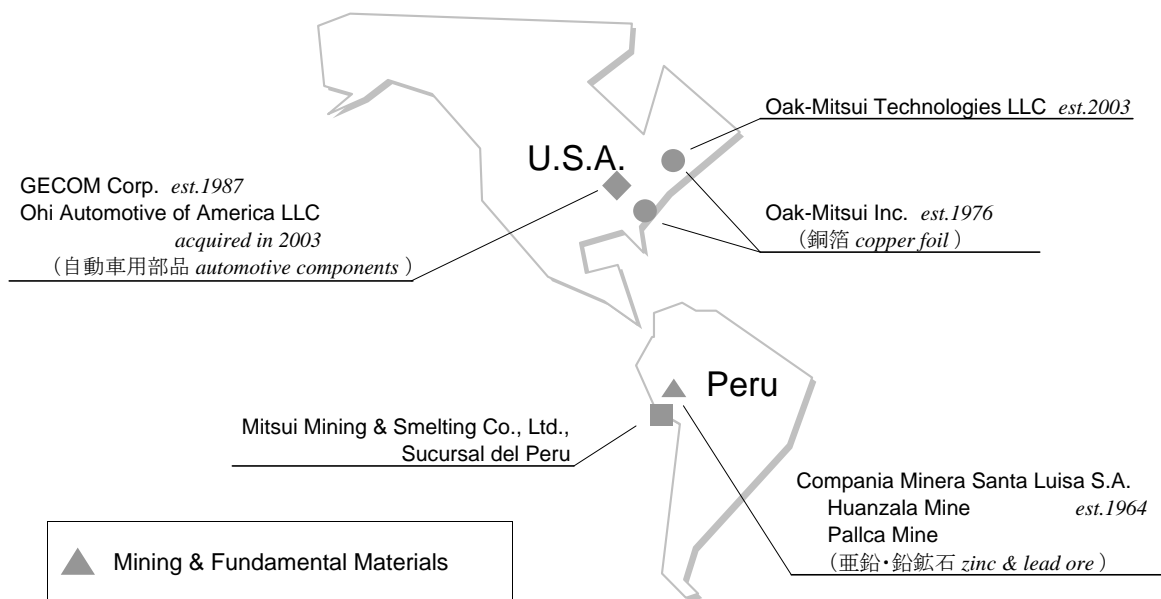 Oak-Mitsui Technologies LLC est.2003
U.S.A.
GECOM Corp. est.1987
Ohi Automotive of America LLC
acquired in 2003
（自動車用部品 automotive components）
Oak-Mitsui Inc. est.1976
（銅箔 copper foil）
Peru
Mitsui Mining & Smelting Co., Ltd.,
Sucursal del Peru
Compania Minera Santa Luisa S.A.
Huanzala Mine est.1964
Pallca Mine
（亜鉛・鉛鉱石 zinc & lead ore）
Mining & Fundamental Materials